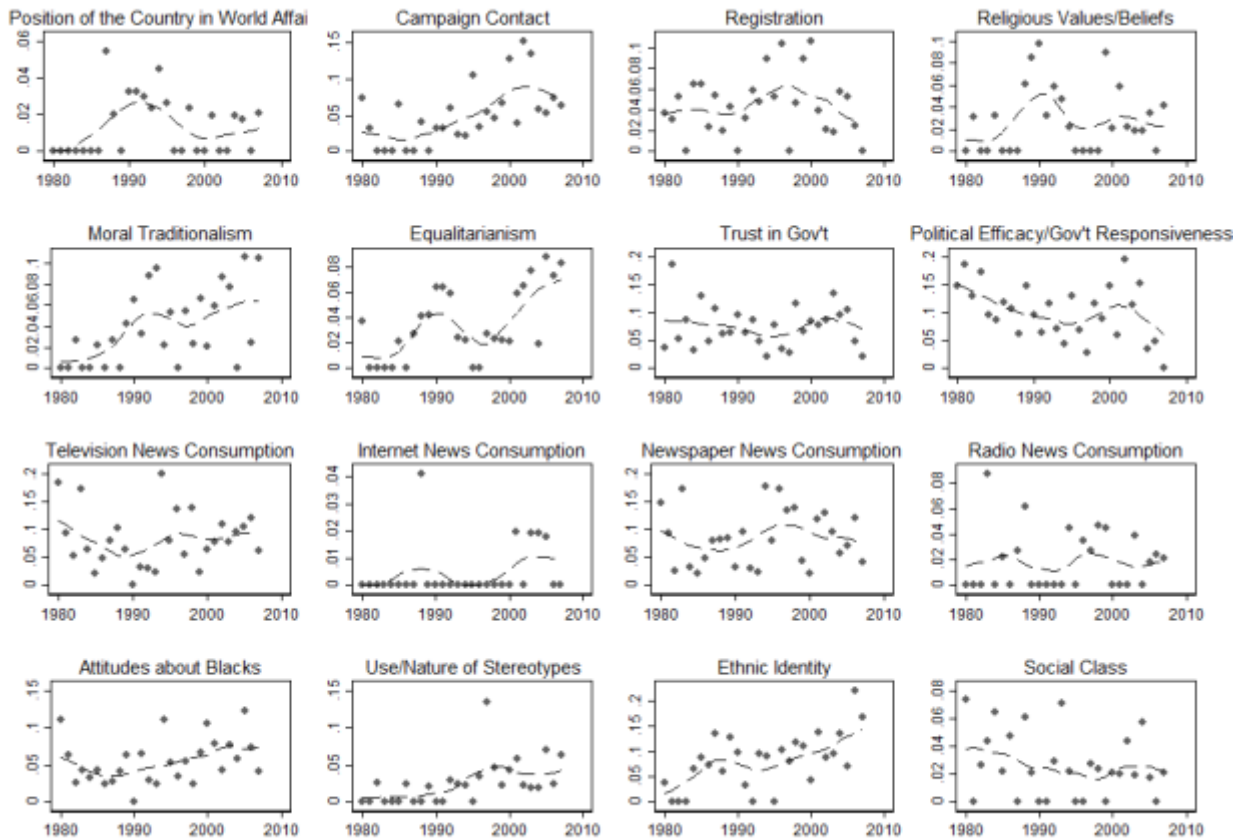 Position of the Country in World Affai
0 .02 .04 .06
1980 1990 2000 2010
Campaign Contact
0 .05 .1 .15
1980 1990 2000 2010
Registration
0 .02.04.06.08.1
1980 1990 2000 2010
Religious Values/Beliefs
0 .02.04.06.08.1
1980 1990 2000 2010
Moral Traditionalism
0 .02.04.06.08.1
1980 1990 2000 2010
Equalitarianism
0 .02 .04 .06 .08
1980 1990 2000 2010
Trust in Gov't
0 .05 .1 .15 .2
1980 1990 2000 2010
Political Efficacy/Gov't Responsiveness
0 .05 .1 .15 .2
1980 1990 2000 2010
Television News Consumption
0 .05 .1 .15 .2
1980 1990 2000 2010
Internet News Consumption
0 .01 .02 .03 .04
1980 1990 2000 2010
Newspaper News Consumption
0 .05 .1 .15 .2
1980 1990 2000 2010
Radio News Consumption
0 .02 .04 .06 .08
1980 1990 2000 2010
Attitudes about Blacks
0 .05 .1 .15
1980 1990 2000 2010
Use/Nature of Stereotypes
0 .05 .1 .15
1980 1990 2000 2010
Ethnic Identity
0 .05 .1 .15 .2
1980 1990 2000 2010
Social Class
0 .02 .04 .06 .08
1980 1990 2000 2010